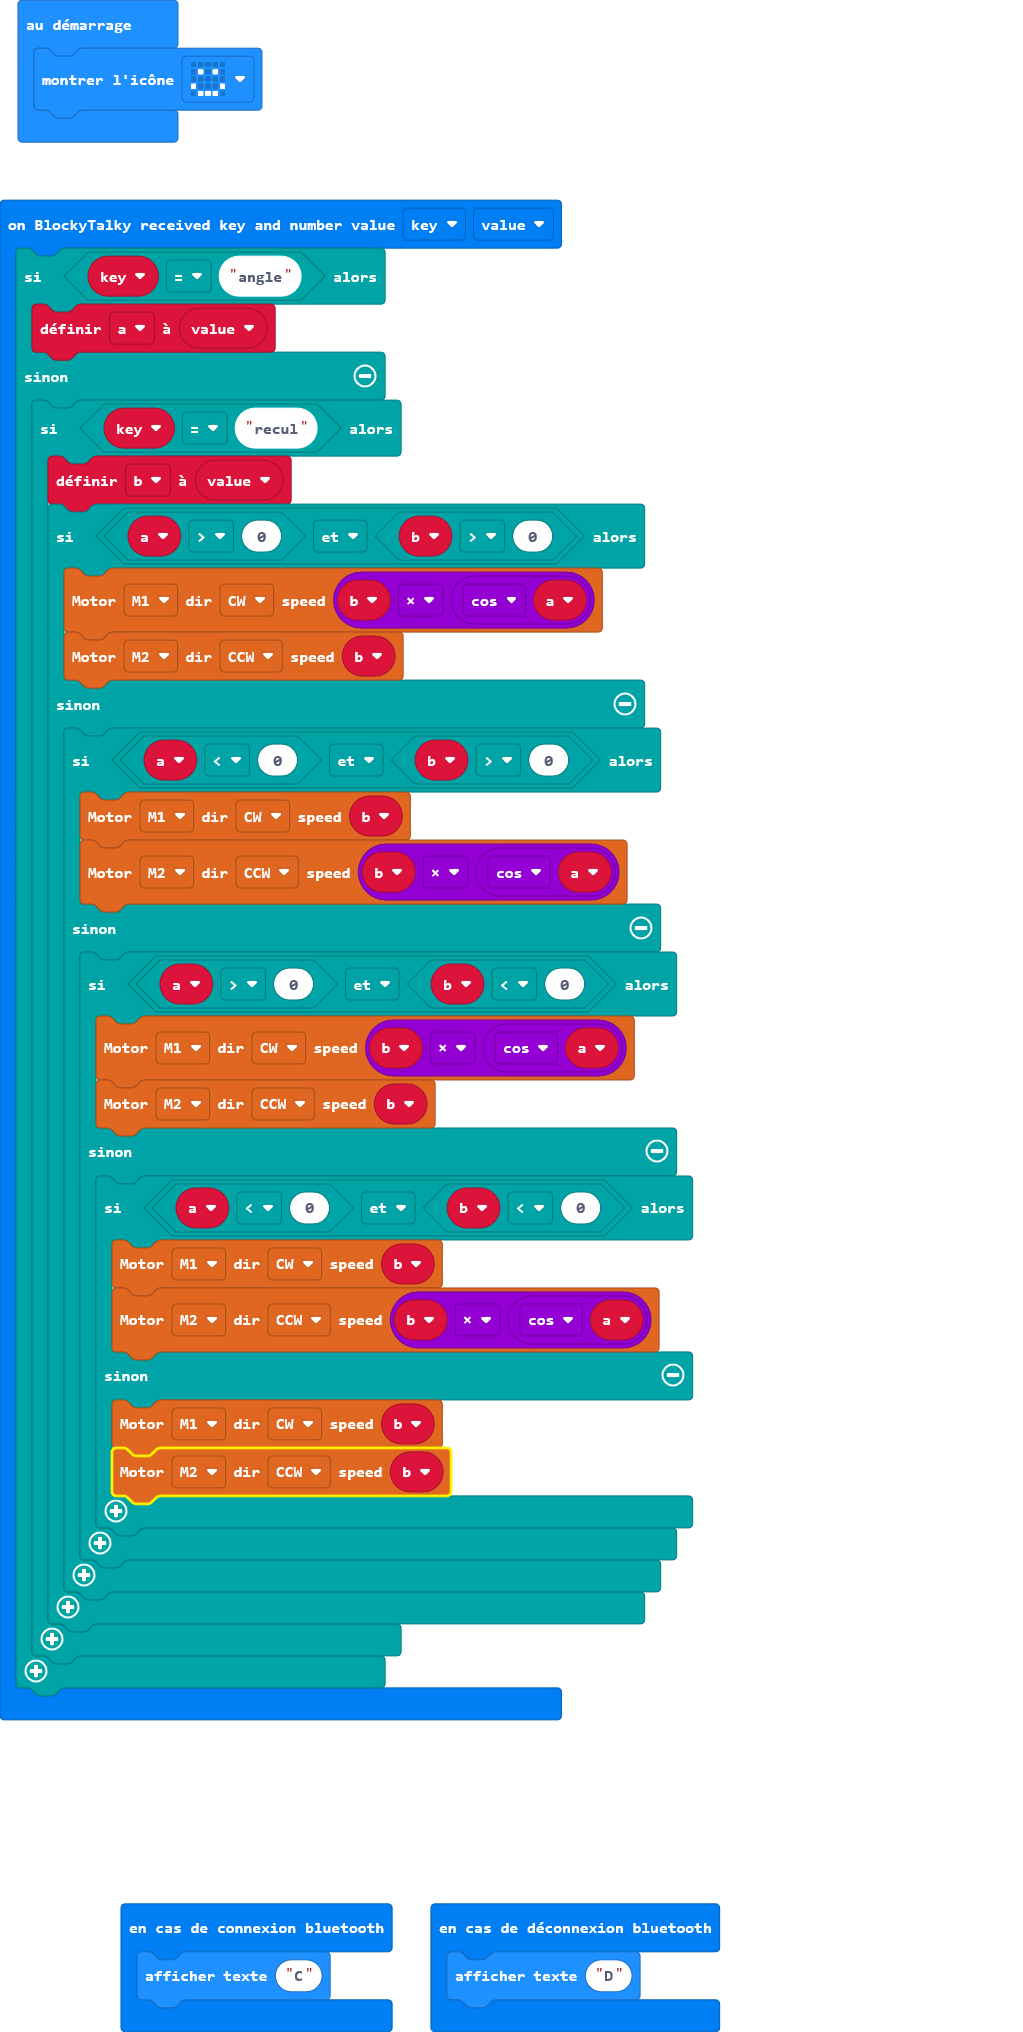 au démarrage
montrer l'icône
on BlockyTalky received key and number value key value
si key = "angle" alors
définir a à value
sinon
si key = "recul" alors
définir b à value
si a > 0 et b > 0 alors
Motor M1 dir CW speed b × cos a
Motor M2 dir CCW speed b
sinon
si a < 0 et b > 0 alors
Motor M1 dir CW speed b
Motor M2 dir CCW speed b × cos a
sinon
si a > 0 et b < 0 alors
Motor M1 dir CW speed b × cos a
Motor M2 dir CCW speed b
sinon
si a < 0 et b < 0 alors
Motor M1 dir CW speed b
Motor M2 dir CCW speed b × cos a
sinon
Motor M1 dir CW speed b
Motor M2 dir CCW speed b
en cas de connexion bluetooth
afficher texte "C"
en cas de déconnexion bluetooth
afficher texte "D"